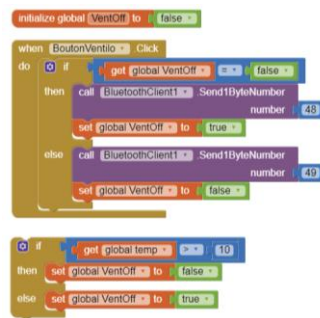 initialize global VentOff to false
when BoutonVentilo .Click
do if get global VentOff = false
then call BluetoothClient1 .Send1ByteNumber
number 48
set global VentOff to true
else call BluetoothClient1 .Send1ByteNumber
number 49
set global VentOff to false
if get global temp > 10
then set global VentOff to false
else set global VentOff to true